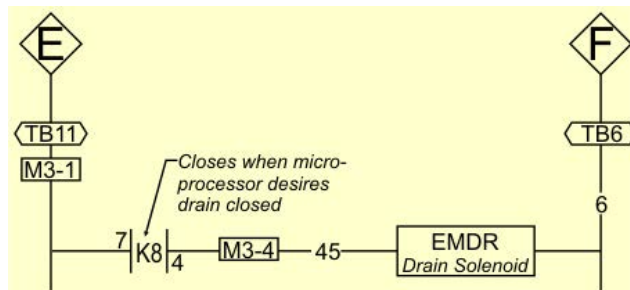 E
F
TB11
TB6
M3-1
Closes when micro-
processor desires
drain closed
6
7
K8
4
M3-4
45
EMDR
Drain Solenoid